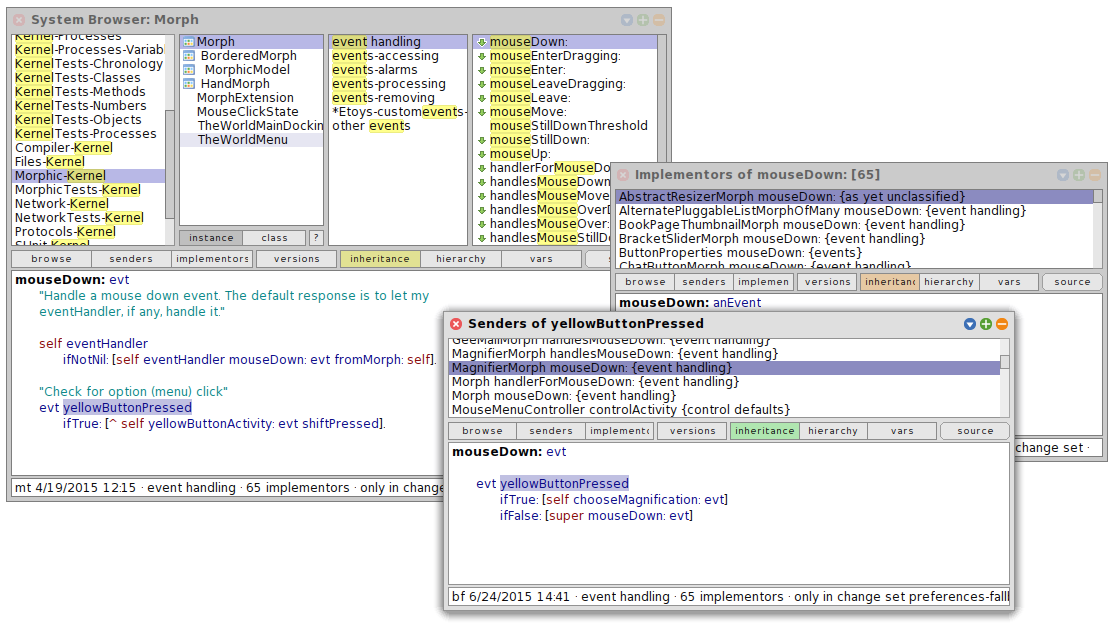 System Browser: Morph
Kernel-Processes
Kernel-Processes-Variabl
KernelTests-Chronology
KernelTests-Classes
KernelTests-Methods
KernelTests-Numbers
KernelTests-Objects
KernelTests-Processes
Compiler-Kernel
Files-Kernel
Morphic-Kernel
MorphicTests-Kernel
Network-Kernel
NetworkTests-Kernel
Protocols-Kernel
SUnit-Kernel
Morph
BorderedMorph
MorphicModel
HandMorph
MorphExtension
MouseClickState
TheWorldMainDockin
TheWorldMenu
instance class ?
event handling
events-accessing
events-alarms
events-processing
events-removing
*Etoys-customevents-
other events
mouseDown:
mouseEnterDragging:
mouseEnter:
mouseLeaveDragging:
mouseLeave:
mouseMove:
mouseStillDownThreshold
mouseStillDown:
mouseUp:
handlerForMouseDo
handlesMouseDown
handlesMouseMove
handlesMouseOverD
handlesMouseOver:
handlesMouseStillDo
browse senders implementors versions inheritance hierarchy vars s
mouseDown: evt
"Handle a mouse down event. The default response is to let my
eventHandler, if any, handle it."
self eventHandler
ifNotNil: [self eventHandler mouseDown: evt fromMorph: self].
"Check for option (menu) click"
evt yellowButtonPressed
ifTrue: [^ self yellowButtonActivity: evt shiftPressed].
mt 4/19/2015 12:15 · event handling · 65 implementors · only in change
Implementors of mouseDown: [65]
AbstractResizerMorph mouseDown: {as yet unclassified}
AlternatePluggableListMorphOfMany mouseDown: {event handling}
BookPageThumbnailMorph mouseDown: {event handling}
BracketSliderMorph mouseDown: {event handling}
ButtonProperties mouseDown: {events}
ChatButtonMorph mouseDown: {event handling}
browse senders implemen versions inheritanc hierarchy vars source
mouseDown: anEvent
change set ·
Senders of yellowButtonPressed
GeeMailMorph handlesMouseDown: {event handling}
MagnifierMorph handlesMouseDown: {event handling}
MagnifierMorph mouseDown: {event handling}
Morph handlerForMouseDown: {event handling}
Morph mouseDown: {event handling}
MouseMenuController controlActivity {control defaults}
browse senders implementc versions inheritance hierarchy vars source
mouseDown: evt
evt yellowButtonPressed
ifTrue: [self chooseMagnification: evt]
ifFalse: [super mouseDown: evt]
bf 6/24/2015 14:41 · event handling · 65 implementors · only in change set preferences-fallb